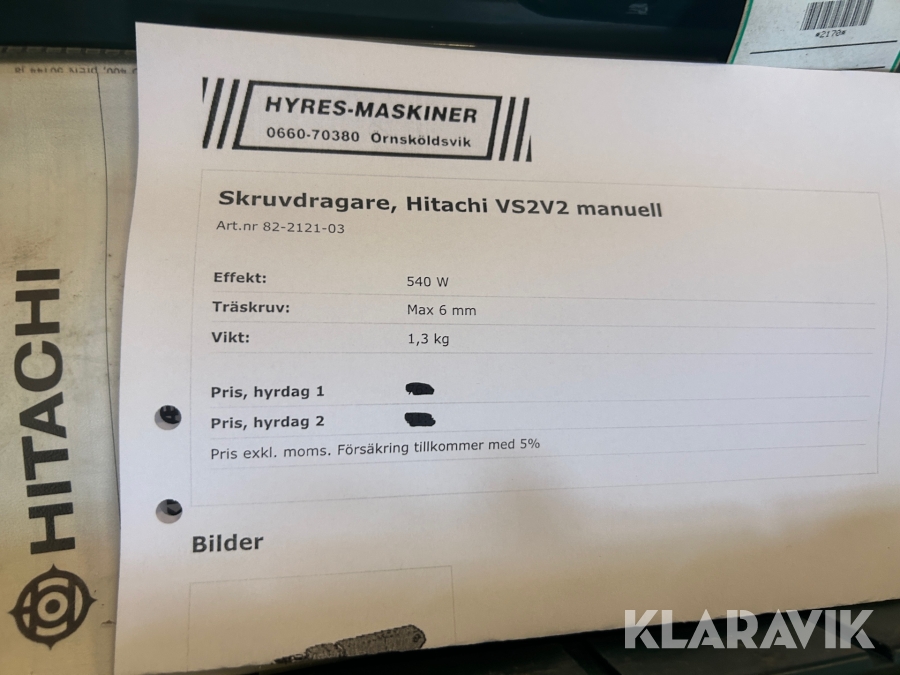 *2170*
HYRES-MASKINER
0660-70380 Örnsköldsvik
Skruvdragare, Hitachi VS2V2 manuell
Art.nr 82-2121-03
Effekt: 540 W
Träskruv: Max 6 mm
Vikt: 1,3 kg
Pris, hyrdag 1
Pris, hyrdag 2
Pris exkl. moms. Försäkring tillkommer med 5%
Bilder
HITACHI
KLARAVIK